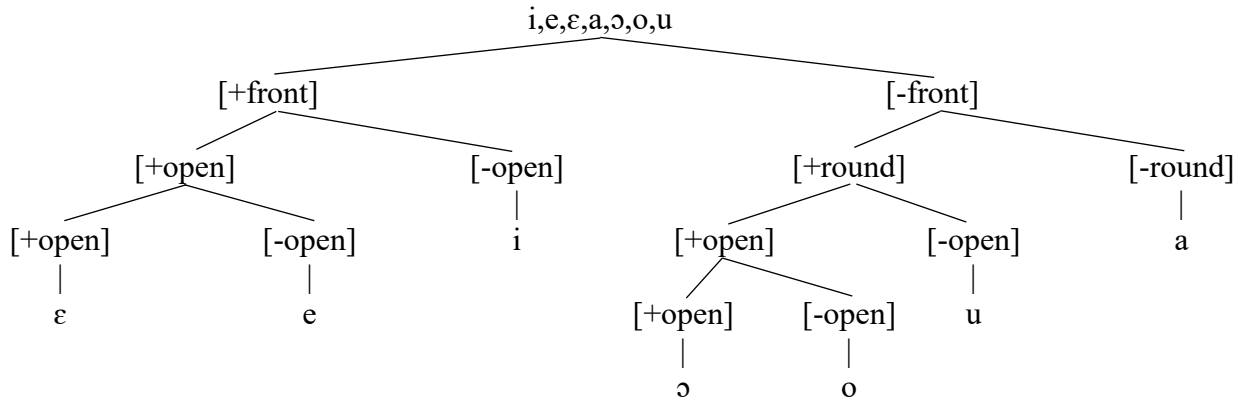 i,e,ɛ,a,ɔ,o,u
[+front] [-front]
[+open] [-open] [+round] [-round]
[+open] [-open] i [+open] [-open] a
ɛ e [+open] [-open] u
ɔ o